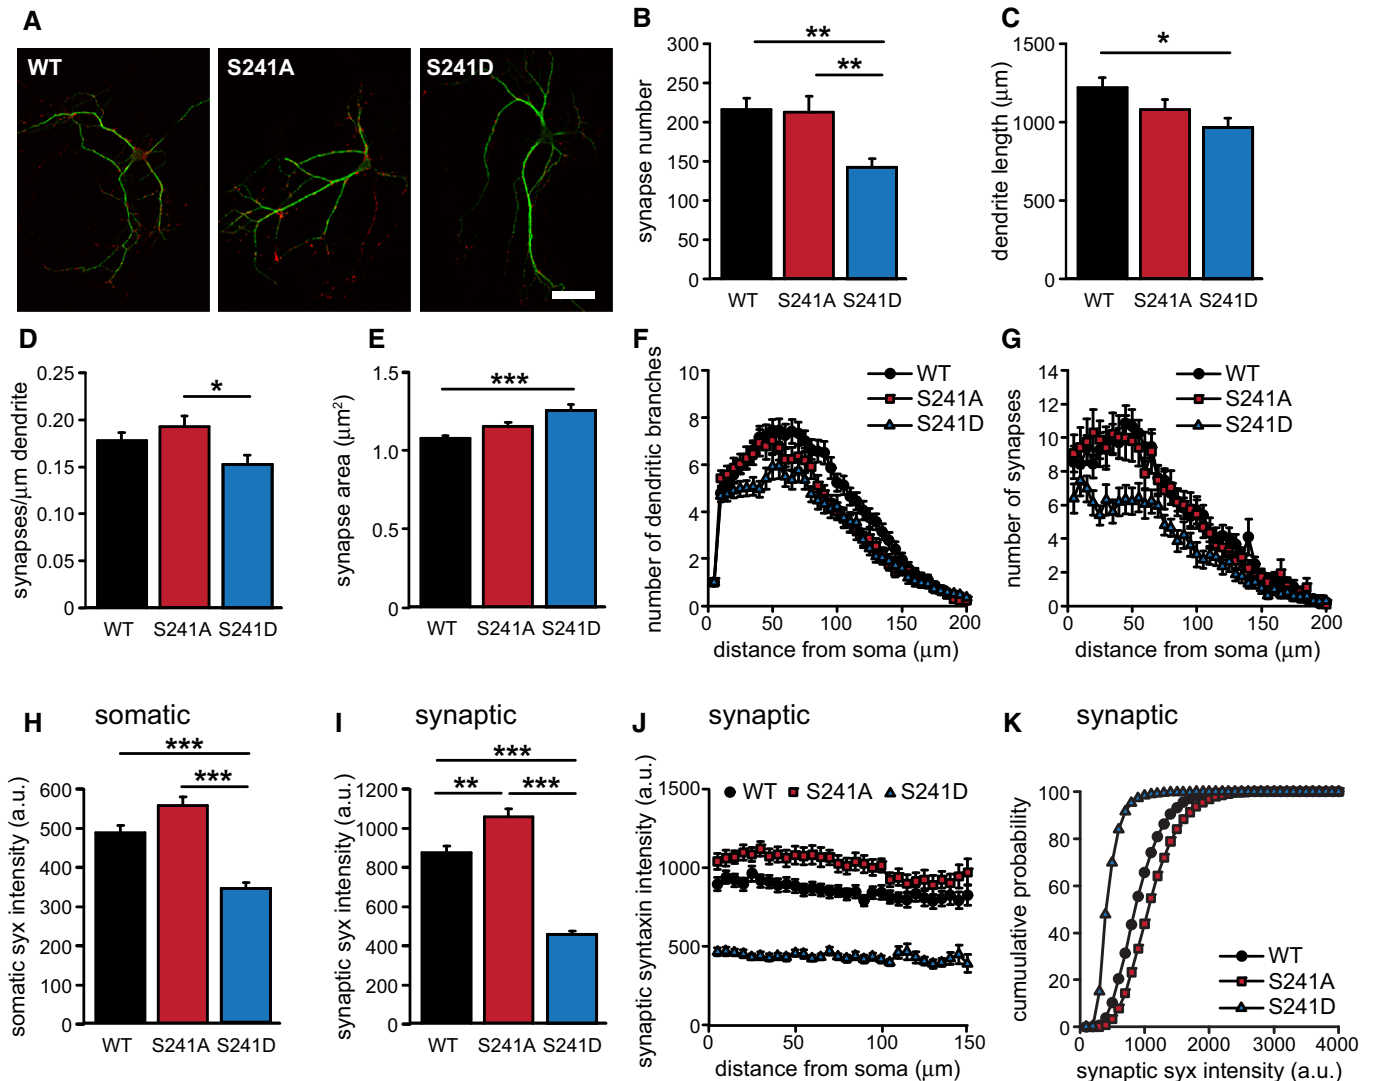 A
WT
S241A
S241D
B
**
**
300
250
200
150
100
50
0
synapse number
WT S241A S241D
C
*
1500
1000
500
0
dendrite length (μm)
WT S241A S241D
D
*
0.25
0.20
0.15
0.10
0.05
0
synapses/μm dendrite
WT S241A S241D
E
***
1.5
1.0
0.5
0
synapse area (μm²)
WT S241A S241D
F
WT
S241A
S241D
10
8
6
4
2
0
number of dendritic branches
0 50 100 150 200
distance from soma (μm)
G
WT
S241A
S241D
14
12
10
8
6
4
2
0
number of synapses
0 50 100 150 200
distance from soma (μm)
H somatic
***
***
600
500
400
300
200
100
0
somatic syx intensity (a.u.)
WT S241A S241D
I synaptic
***
** ***
1200
1000
800
600
400
200
0
synaptic syx intensity (a.u.)
WT S241A S241D
J synaptic
WT S241A S241D
1500
1000
500
0
synaptic syntaxin intensity (a.u.)
0 50 100 150
distance from soma (μm)
K synaptic
100
80
60
40
20
0
cumulative probability
WT
S241A
S241D
0 1000 2000 3000 4000
synaptic syx intensity (a.u.)